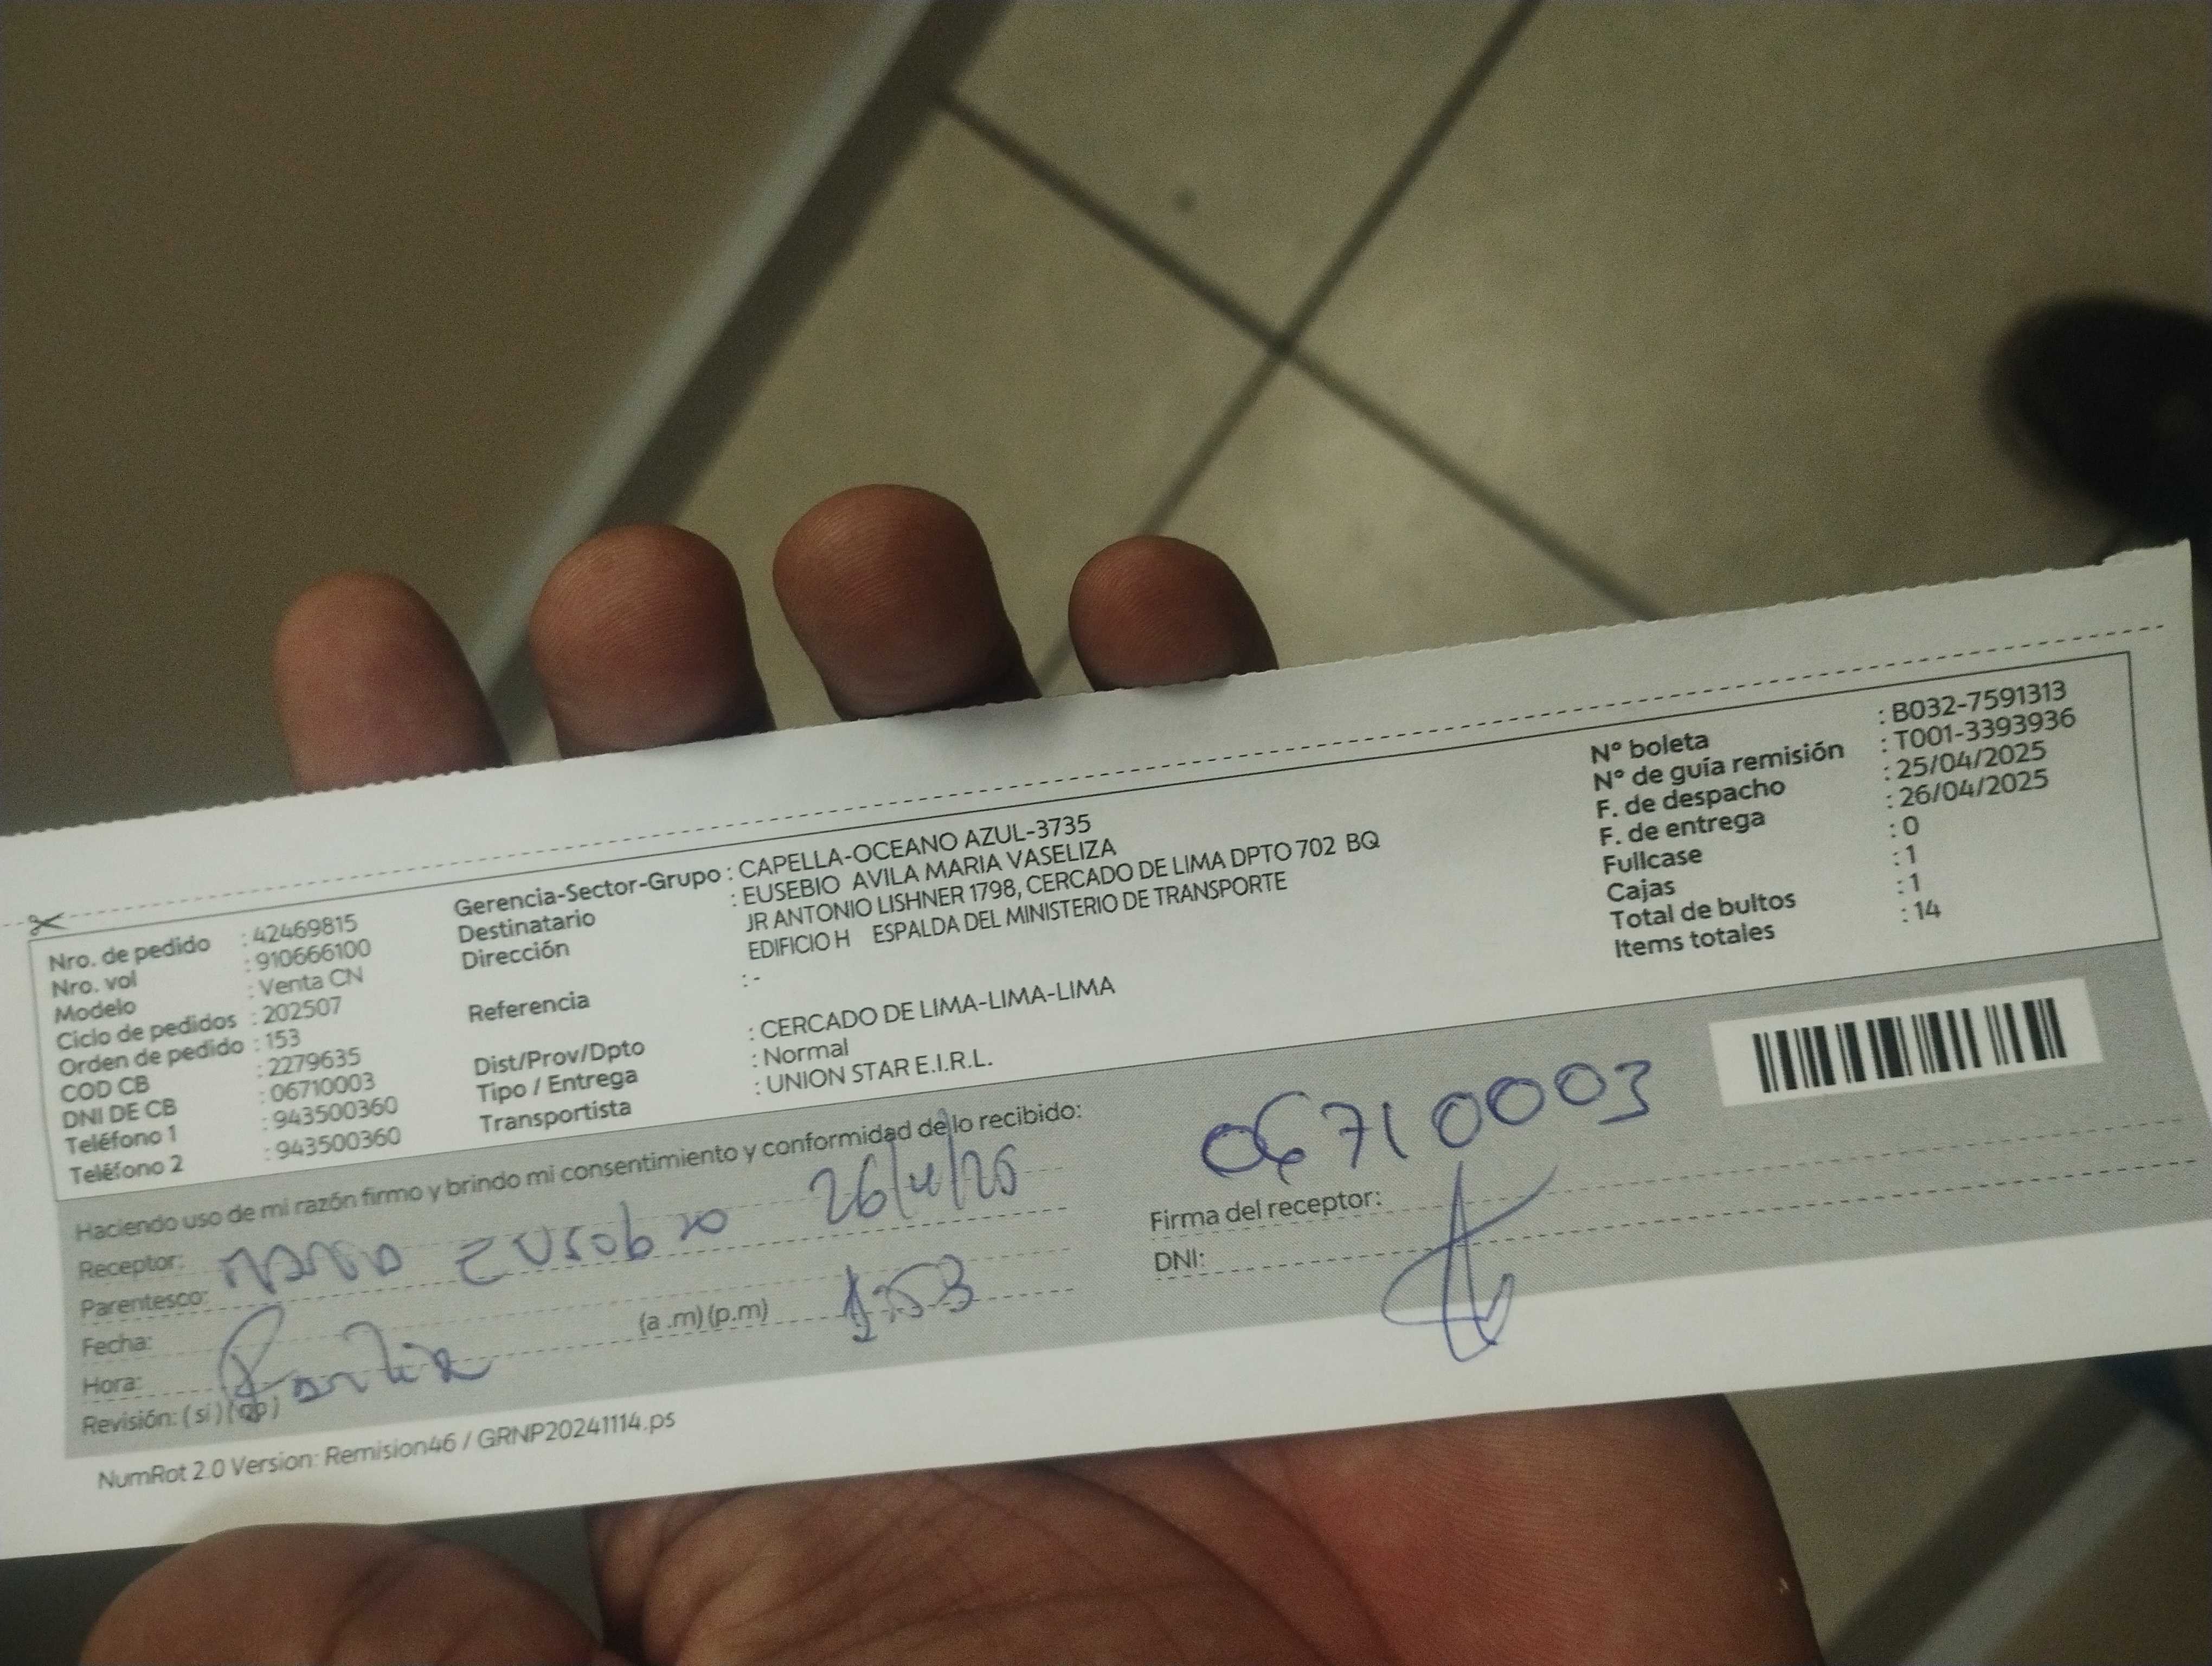 Nro. de pedido : 42469815
Nro. vol : 910666100
Modelo : Venta CN
Ciclo de pedidos : 202507
Orden de pedido : 153
COD CB : 2279635
DNI DE CB : 06710003
Teléfono 1 : 943500360
Teléfono 2 : 943500360
Gerencia-Sector-Grupo : CAPELLA-OCEANO AZUL-3735
Destinatario : EUSEBIO AVILA MARIA VASELIZA
Dirección JR ANTONIO LISHNER 1798, CERCADO DE LIMA DPTO 702 BQ
EDIFICIO H ESPALDA DEL MINISTERIO DE TRANSPORTE
Referencia : -
Dist/Prov/Dpto : CERCADO DE LIMA-LIMA-LIMA
Tipo / Entrega : Normal
Transportista : UNION STAR E.I.R.L.
N° boleta : B032-7591313
N° de guía remisión : T001-3393936
F. de despacho : 25/04/2025
F. de entrega : 26/04/2025
Fullcase : 0
Cajas : 1
Total de bultos : 1
Items totales : 14
Haciendo uso de mi razón firmo y brindo mi consentimiento y conformidad de lo recibido:
Receptor:
Parentesco:
Fecha: 26/4/25
Hora: (a .m) (p.m)
Revisión: ( si ) ( no )
06710003
Firma del receptor:
DNI:
NumRot 2.0 Version: Remision46 / GRNP20241114.ps